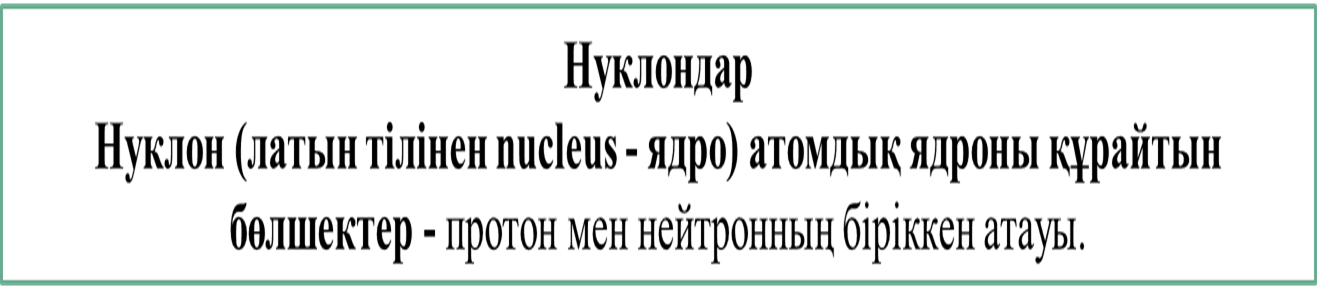 Нуклондар
Нуклон (латын тілінен nucleus - ядро) атомдық ядроны құрайтын
бөлшектер - протон мен нейтронның біріккен атауы.